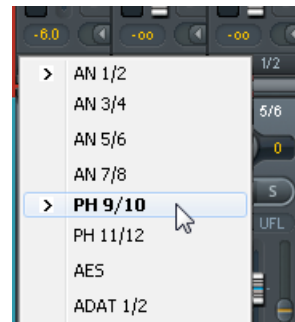 -6.0 -oo -oo
1/2
> AN 1/2
AN 3/4
5/6
AN 5/6
0
AN 7/8
S
> PH 9/10
UFL
PH 11/12
AES
ADAT 1/2